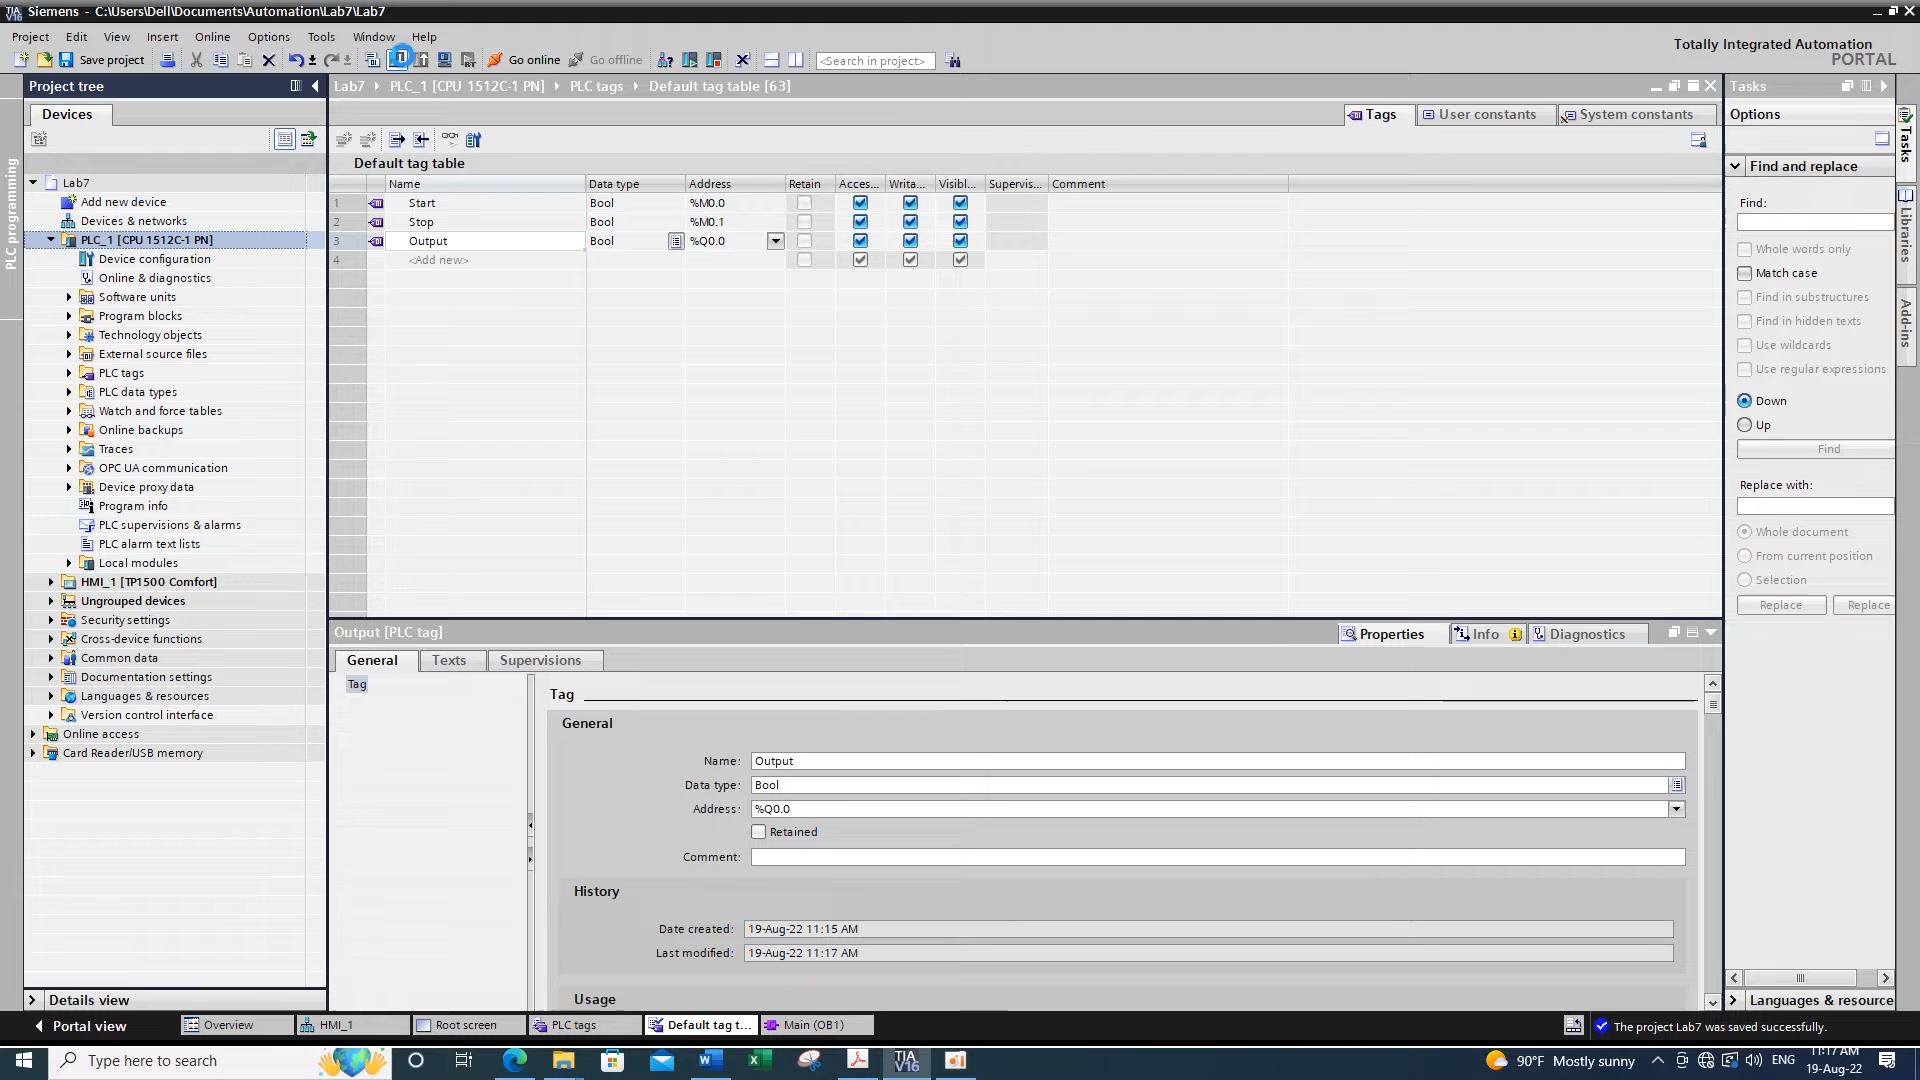 Siemens - C:\Users\Dell\Documents\Automation\Lab7\Lab7
Project Edit View Insert Online Options Tools Window Help
Totally Integrated Automation
PORTAL
Save project Go online Go offline <Search in project>
Project tree
Lab7 PLC_1 [CPU 1512C-1 PN] PLC tags Default tag table [63]
Tasks
Devices
Tags User constants System constants
Options
Default tag table
Find and replace
Name Data type Address Retain Acces... Writa... Visibl... Supervis... Comment
1 Start Bool %M0.0
2 Stop Bool %M0.1
3 Output Bool %Q0.0
4 <Add new>
PLC programming
Lab7
Add new device
Devices & networks
PLC_1 [CPU 1512C-1 PN]
Device configuration
Online & diagnostics
Software units
Program blocks
Technology objects
External source files
PLC tags
PLC data types
Watch and force tables
Online backups
Traces
OPC UA communication
Device proxy data
Program info
PLC supervisions & alarms
PLC alarm text lists
Local modules
HMI_1 [TP1500 Comfort]
Ungrouped devices
Security settings
Cross-device functions
Common data
Documentation settings
Languages & resources
Version control interface
Online access
Card Reader/USB memory
Details view
Find:
Whole words only
Match case
Find in substructures
Find in hidden texts
Use wildcards
Use regular expressions
Down
Up
Find
Replace with:
Whole document
From current position
Selection
Replace Replace
Languages & resource
Tasks
Libraries
Add-ins
Output [PLC tag]
Properties Info Diagnostics
General Texts Supervisions
Tag
Tag
General
Name: Output
Data type: Bool
Address: %Q0.0
Retained
Comment:
History
Date created: 19-Aug-22 11:15 AM
Last modified: 19-Aug-22 11:17 AM
Usage
Portal view Overview HMI_1 Root screen PLC tags Default tag t... Main (OB1) The project Lab7 was saved successfully.
Type here to search
TIA
V16
90°F Mostly sunny ENG 11:17 AM
19-Aug-22